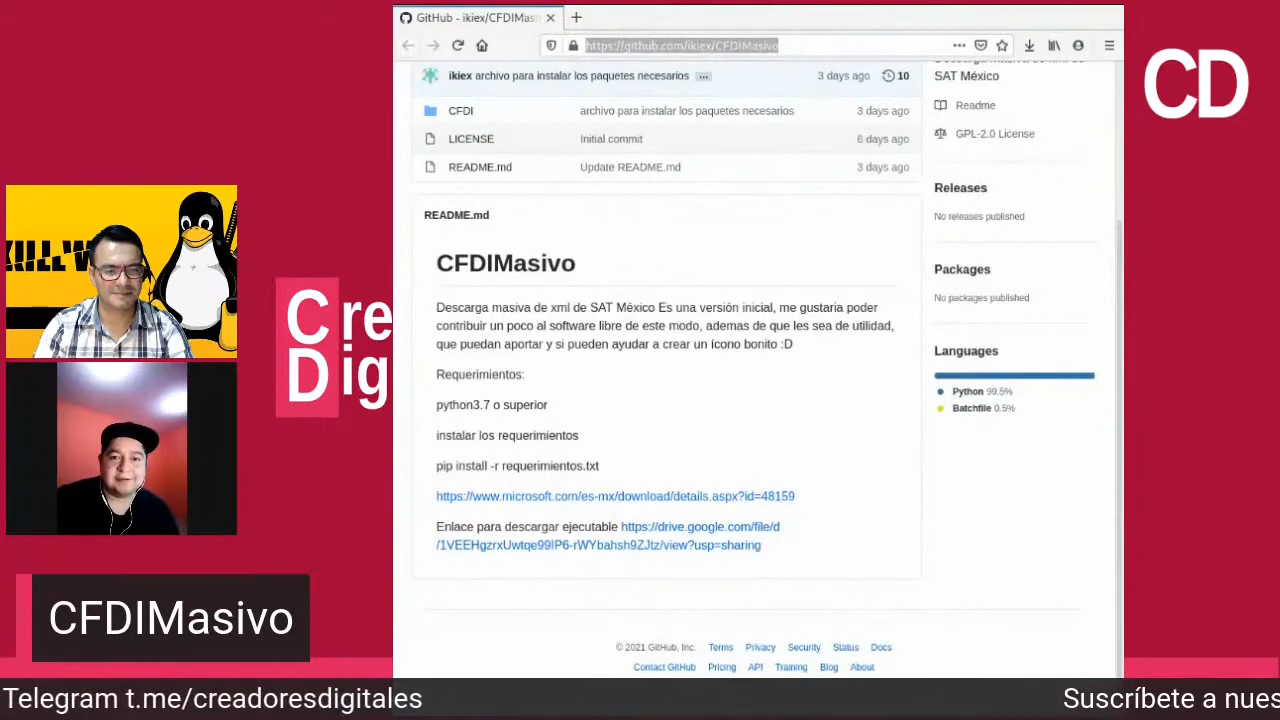 GitHub - ikiex/CFDIMas
https://github.com/ikiex/CFDIMasivo
CD
SAT México
ikiex archivo para instalar los paquetes necesarios ... 3 days ago 10
CFDI archivo para instalar los paquetes necesarios 3 days ago
LICENSE Initial commit 6 days ago
README.md Update README.md 3 days ago
Readme
GPL-2.0 License
Releases
No releases published
Packages
No packages published
Languages
Python 99.5%
Batchfile 0.5%
README.md
CFDIMasivo
Descarga masiva de xml de SAT México Es una versión inicial, me gustaria poder
contribuir un poco al software libre de este modo, ademas de que les sea de utilidad,
que puedan aportar y si pueden ayudar a crear un ícono bonito :D
Requerimientos:
python3.7 o superior
instalar los requerimientos
pip install -r requerimientos.txt
https://www.microsoft.com/es-mx/download/details.aspx?id=48159
Enlace para descargar ejecutable https://drive.google.com/file/d
/1VEEHgzrxUwtqe99IP6-rWYbahsh9ZJtz/view?usp=sharing
© 2021 GitHub, Inc. Terms Privacy Security Status Docs
Contact GitHub Pricing API Training Blog About
KILL
Cre
Dig
CFDIMasivo
Telegram t.me/creadoresdigitales
Suscríbete a nues